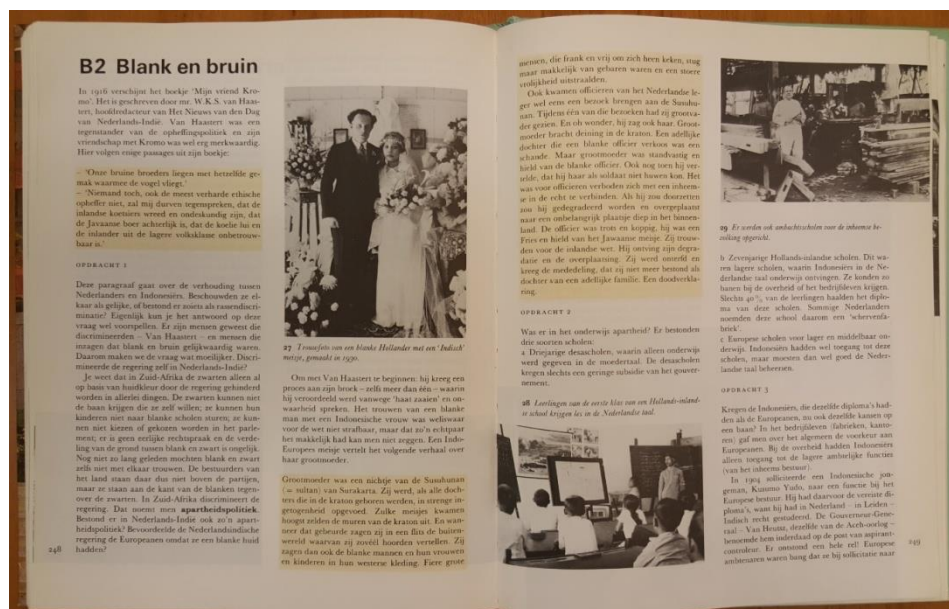 B2 Blank en bruin
In 1916 verschijnt het boekje 'Mijn vriend Kro-
mo'. Het is geschreven door mr. W.K.S. van Haas-
tert, hoofdredacteur van Het Nieuws van den Dag
van Nederlands-Indië. Van Haastert was een
tegenstander van de opheffingspolitiek en zijn
vriendschap met Kromo was wel erg merkwaardig.
Hier volgen enige passages uit zijn boekje:
– 'Onze bruine broeders liegen met hetzelfde ge-
mak waarmee de vogel vliegt.'
– 'Niemand toch, ook de meest verharde ethische
opheffer niet, zal mij durven tegenspreken, dat de
inlandse koetsiers wreed en ondeskundig zijn, dat
de Javaanse boer achterlijk is, dat de koelie lui en
de inlander uit de lagere volksklasse onbetrouw-
baar is.'
OPDRACHT 1
Deze paragraaf gaat over de verhouding tussen
Nederlanders en Indonesiërs. Beschouwden ze el-
kaar als gelijke, of bestond er zoiets als rassendiscri-
minatie? Eigenlijk kun je het antwoord op deze
vraag wel voorspellen. Er zijn mensen geweest die
discrimineerden – Van Haastert – en mensen die
inzagen dat blank en bruin gelijkwaardig waren.
Daarom maken we de vraag wat moeilijker. Discri-
mineerde de regering zelf in Nederlands-Indië?
Je weet dat in Zuid-Afrika de zwarten alleen al
op basis van huidkleur door de regering gehinderd
worden in allerlei dingen. De zwarten kunnen niet
de baan krijgen die ze zelf willen; ze kunnen hun
kinderen niet naar blanke scholen sturen; ze kun-
nen niet kiezen of gekozen worden in het parle-
ment; er is geen eerlijke rechtspraak en de verde-
ling van de grond tussen blank en zwart is ongelijk.
Nog niet zo lang geleden mochten blank en zwart
zelfs niet met elkaar trouwen. De bestuurders van
het land staan daar dus niet boven de partijen,
maar ze staan aan de kant van de blanken tegen-
over de zwarten. In Zuid-Afrika discrimineert de
regering. Dat noemt men apartheidspolitiek.
Bestond er in Nederlands-Indië ook zo'n apart-
heidspolitiek? Bevoordeelde de Nederlandsindische
regering de Europeanen omdat ze een blanke huid
hadden?
248
27 Trouwfoto van een blanke Hollander met een 'Indisch'
meisje, gemaakt in 1930.
Om met Van Haastert te beginnen: hij kreeg een
proces aan zijn broek – zelfs meer dan één – waarin
hij veroordeeld werd vanwege 'haat zaaien' en on-
waarheid spreken. Het trouwen van een blanke
man met een Indonesische vrouw was weliswaar
voor de wet niet strafbaar, maar dat zo'n echtpaar
het makkelijk had kan men niet zeggen. Een Indo-
Europees meisje vertelt het volgende verhaal over
haar grootmoeder.
Grootmoeder was een nichtje van de Susuhunan
(= sultan) van Surakarta. Zij werd, als alle doch-
ters die in de kraton geboren werden, in strenge in-
getogenheid opgevoed. Zulke meisjes kwamen
hoogst zelden de muren van de kraton uit. En wan-
neer dat gebeurde zagen zij in een flits de buiten-
wereld waarvan zij zovéél hoorden vertellen. Zij
zagen dan ook de blanke mannen en hun vrouwen
en kinderen in hun westerse kleding. Fiere grote
mensen, die frank en vrij om zich heen keken, stug
maar makkelijk van gebaren waren en een stoere
vrolijkheid uitstraalden.
Ook kwamen officieren van het Nederlandse le-
ger wel eens een bezoek brengen aan de Susuhu-
nan. Tijdens één van die bezoeken had zij grootva-
der gezien. En oh wonder, hij zag ook haar. Groot-
moeder bracht deining in de kraton. Een adellijke
dochter die een blanke officier verkoos was een
schande. Maar grootmoeder was standvastig en
hield van de blanke officier. Ook nog toen hij ver-
telde, dat hij haar als soldaat niet huwen kon. Het
was voor officieren verboden zich met een inheem-
se in de echt te verbinden. Als hij zou doorzetten
zou hij gedegradeerd worden en overgeplaatst
naar een onbelangrijk plaatsje diep in het binnen-
land. De officier was trots en koppig, hij was een
Fries en hield van het Jawaanse meisje. Zij trouw-
den voor de inlandse wet. Hij ontving zijn degra-
datie en de overplaatsing. Zij werd onterfd en
kreeg de mededeling, dat zij niet meer bestond als
dochter van een adellijke familie. Een doodverkla-
ring.
OPDRACHT 2
Was er in het onderwijs apartheid? Er bestonden
drie soorten scholen:
a Driejarige desascholen, waarin alleen onderwijs
werd gegeven in de moedertaal. De desascholen
kregen slechts een geringe subsidie van het gouver-
nement.
28 Leerlingen van de eerste klas van een Hollands-inland-
se school krijgen les in de Nederlandse taal.
29 Er werden ook ambachtsscholen voor de inheemse be-
volking opgericht.
b Zevenjarige Hollands-inlandse scholen. Dit wa-
ren lagere scholen, waarin Indonesiërs in de Ne-
derlandse taal onderwijs ontvingen. Ze konden zo
banen bij de overheid of het bedrijfsleven krijgen.
Slechts 40% van de leerlingen haalden het diplo-
ma van deze scholen. Sommige Nederlanders
noemden deze school daarom een 'schervenfa-
briek'.
c Europese scholen voor lager en middelbaar on-
derwijs. Indonesiërs hadden wel toegang tot deze
scholen, maar moesten dan wel goed de Neder-
landse taal beheersen.
OPDRACHT 3
Kregen de Indonesiërs, die dezelfde diploma's had-
den als de Europeanen, nu ook dezelfde kansen op
een baan? In het bedrijfsleven (fabrieken, kanto-
ren) gaf men over het algemeen de voorkeur aan
Europeanen. Bij de overheid hadden Indonesiërs
alleen toegang tot de lagere ambtelijke functies
(van het inheems bestuur).
In 1904 solliciteerde een Indonesische jon-
geman, Kusumo Yudo, naar een functie bij het
Europese bestuur. Hij had daarvoor de vereiste di-
ploma's, want hij had in Nederland – in Leiden –
Indisch recht gestudeerd. De Gouverneur-Gene-
raal – Van Heutsz, dezelfde van de Aceh-oorlog –
benoemde hem inderdaad op de post van aspirant-
controleur. Er ontstond een hele rel! Europese
ambtenaren waren bang dat ze bij sollicitatie naar
249